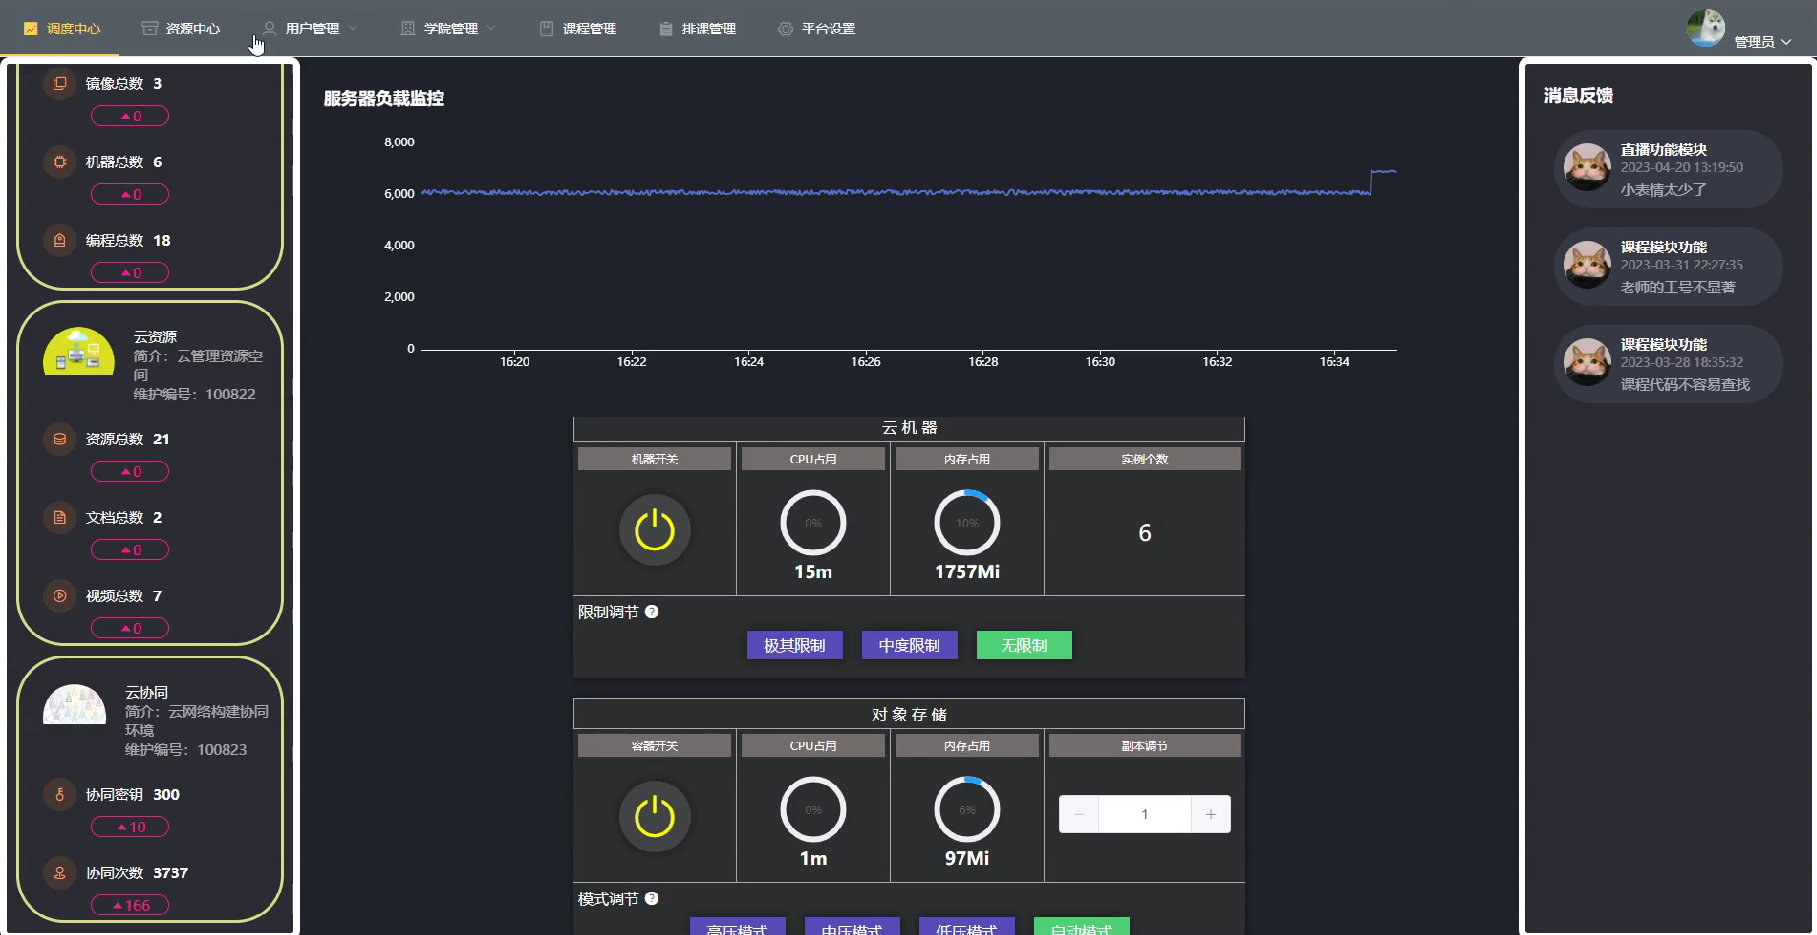 调度中心
资源中心
用户管理
学院管理
课程管理
排课管理
平台设置
管理员
镜像总数 3
0
机器总数 6
0
编程总数 18
0
云资源
简介：云管理资源空
间
维护编号：100822
资源总数 21
0
文档总数 2
0
视频总数 7
0
云协同
简介：云网络构建协同
环境
维护编号：100823
协同密钥 300
10
协同次数 3737
166
服务器负载监控
8,000
6,000
4,000
2,000
0
16:20 16:22 16:24 16:26 16:28 16:30 16:32 16:34
云机器
机器开关 CPU占用 内存占用 实例个数
0% 10% 6
15m 1757Mi
限制调节 ?
极其限制 中度限制 无限制
对象存储
容器开关 CPU占用 内存占用 副本调节
0% 6% 1
1m 97Mi
模式调节 ?
高压模式 中压模式 低压模式 自动模式
消息反馈
直播功能模块
2023-04-20 13:19:50
小表情太少了
课程模块功能
2023-03-31 22:27:35
老师的工号不显著
课程模块功能
2023-03-28 18:35:32
课程代码不容易查找